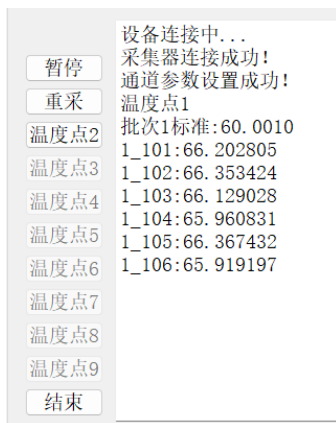 设备连接中...
采集器连接成功!
通道参数设置成功!
温度点1
批次1标准:60.0010
1_101:66.202805
1_102:66.353424
1_103:66.129028
1_104:65.960831
1_105:66.367432
1_106:65.919197
暂停
重采
温度点2
温度点3
温度点4
温度点5
温度点6
温度点7
温度点8
温度点9
结束